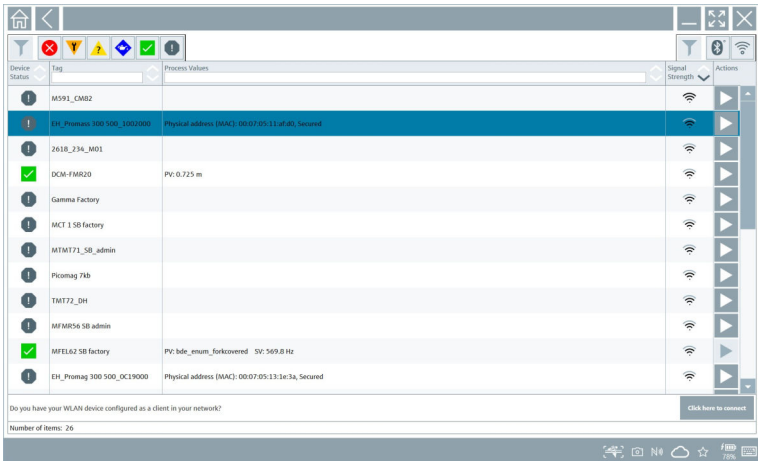 Device Status
Tag
Process Values
Signal Strength
Actions
M591_CM82
EH_Promass 300 500_1002000 Physical address (MAC): 00:07:05:11:af:d0, Secured
2618_234_M01
DCM-FMR20 PV: 0.725 m
Gamma Factory
MCT 1 SB factory
MTMT71_SB_admin
Picomag 7kb
TMT72_DH
MFMR56 SB admin
MFEL62 SB factory PV: bde_enum_forkcovered SV: 569.8 Hz
EH_Promag 300 500_0C19000 Physical address (MAC): 00:07:05:13:1e:3a, Secured
Do you have your WLAN device configured as a client in your network? Click here to connect
Number of items: 26
78%